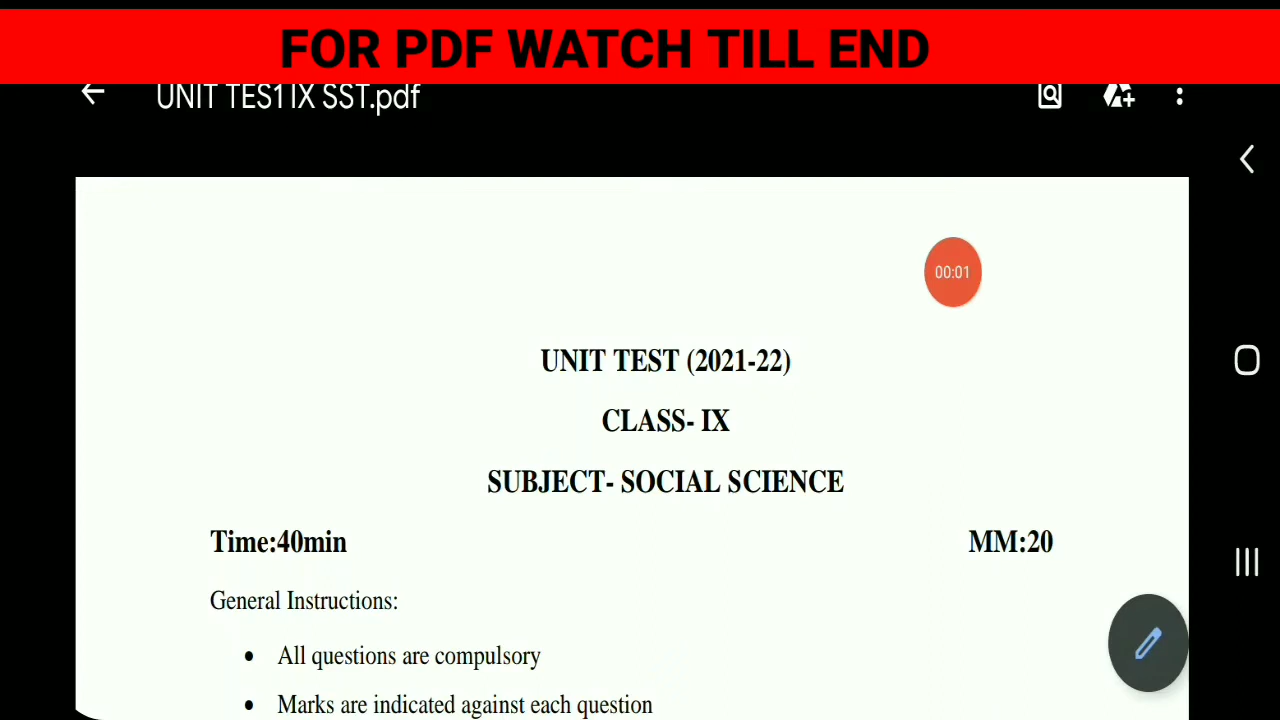 FOR PDF WATCH TILL END
UNIT TES1 IX SST.pdf
00:01
UNIT TEST (2021-22)
CLASS- IX
SUBJECT- SOCIAL SCIENCE
Time:40min MM:20
General Instructions:
• All questions are compulsory
• Marks are indicated against each question